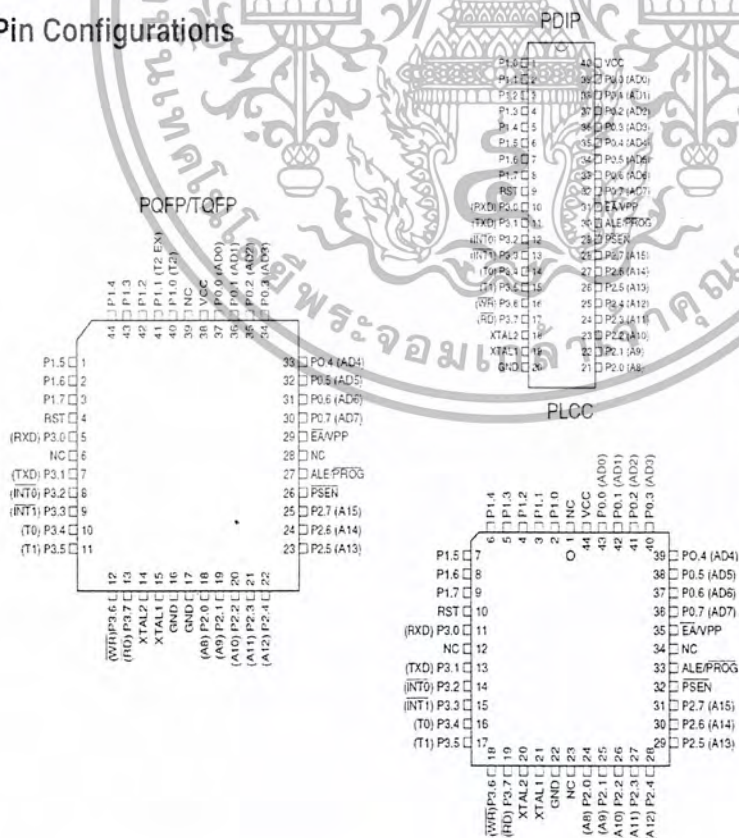 Pin Configurations
PDIP
P1.0 1 40 VCC
P1.1 2 39 P0.0 (AD0)
P1.2 3 38 P0.1 (AD1)
P1.3 4 37 P0.2 (AD2)
P1.4 5 36 P0.3 (AD3)
P1.5 6 35 P0.4 (AD4)
P1.6 7 34 P0.5 (AD5)
P1.7 8 33 P0.6 (AD6)
RST 9 32 P0.7 (AD7)
(RXD) P3.0 10 31 EA/VPP
(TXD) P3.1 11 30 ALE/PROG
(INT0) P3.2 12 29 PSEN
(INT1) P3.3 13 28 P2.7 (A15)
(T0) P3.4 14 27 P2.6 (A14)
(T1) P3.5 15 26 P2.5 (A13)
(WR) P3.6 16 25 P2.4 (A12)
(RD) P3.7 17 24 P2.3 (A11)
XTAL2 18 23 P2.2 (A10)
XTAL1 19 22 P2.1 (A9)
GND 20 21 P2.0 (A8)
PQFP/TQFP
44 P1.4
43 P1.3
42 P1.2
41 P1.1 (T2 EX)
40 P1.0 (T2)
39 NC
38 VCC
37 P0.0 (AD0)
36 P0.1 (AD1)
35 P0.2 (AD2)
34 P0.3 (AD3)
P1.5 1 33 P0.4 (AD4)
P1.6 2 32 P0.5 (AD5)
P1.7 3 31 P0.6 (AD6)
RST 4 30 P0.7 (AD7)
(RXD) P3.0 5 29 EA/VPP
NC 6 28 NC
(TXD) P3.1 7 27 ALE/PROG
(INT0) P3.2 8 26 PSEN
(INT1) P3.3 9 25 P2.7 (A15)
(T0) P3.4 10 24 P2.6 (A14)
(T1) P3.5 11 23 P2.5 (A13)
(WR) P3.6 12
(RD) P3.7 13
XTAL2 14
XTAL1 15
GND 16
GND 17
(A8) P2.0 18
(A9) P2.1 19
(A10) P2.2 20
(A11) P2.3 21
(A12) P2.4 22
PLCC
6 P1.4
5 P1.3
4 P1.2
3 P1.1
2 P1.0
1 NC
44 VCC
43 P0.0 (AD0)
42 P0.1 (AD1)
41 P0.2 (AD2)
40 P0.3 (AD3)
P1.5 7 39 P0.4 (AD4)
P1.6 8 38 P0.5 (AD5)
P1.7 9 37 P0.6 (AD6)
RST 10 36 P0.7 (AD7)
(RXD) P3.0 11 35 EA/VPP
NC 12 34 NC
(TXD) P3.1 13 33 ALE/PROG
(INT0) P3.2 14 32 PSEN
(INT1) P3.3 15 31 P2.7 (A15)
(T0) P3.4 16 30 P2.6 (A14)
(T1) P3.5 17 29 P2.5 (A13)
(WR) P3.6 18
(RD) P3.7 19
XTAL2 20
XTAL1 21
GND 22
NC 23
(A8) P2.0 24
(A9) P2.1 25
A10) P2.2 26
A11) P2.3 27
A12) P2.4 28